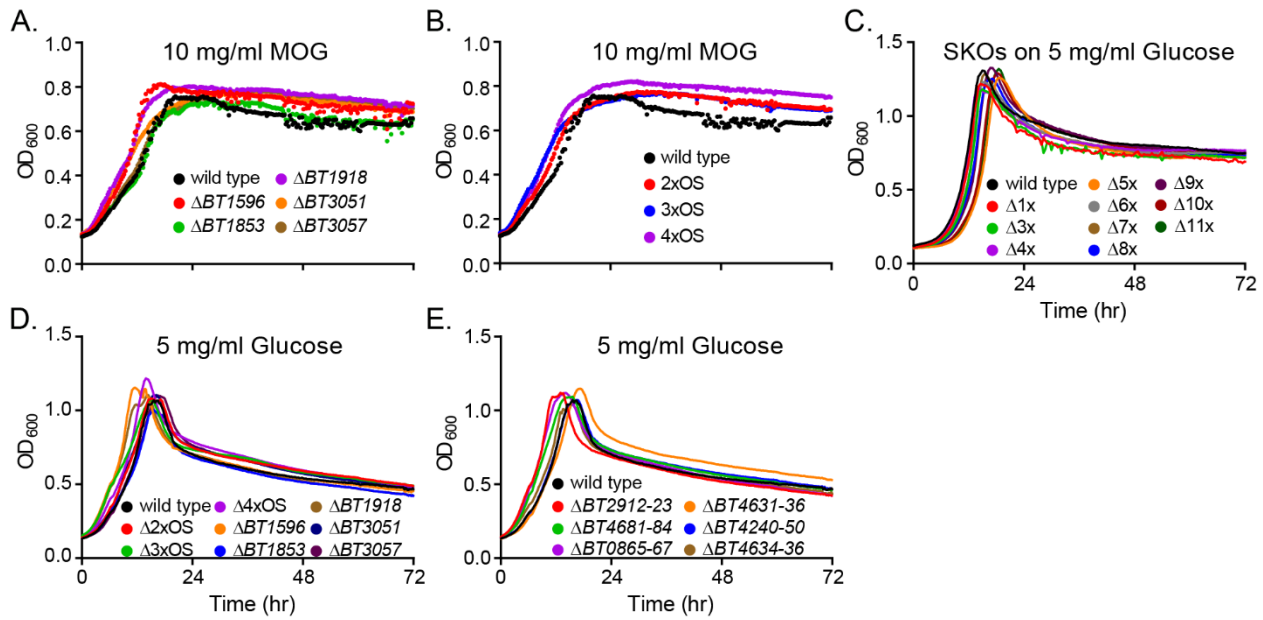 A.
10 mg/ml MOG
OD600
1.0
0.8
0.6
0.4
0.2
0.0
0
24
48
72
wild type
ΔBT1596
ΔBT1853
ΔBT1918
ΔBT3051
ΔBT3057
B.
10 mg/ml MOG
OD600
1.0
0.8
0.6
0.4
0.2
0.0
wild type
2xOS
3xOS
4xOS
C.
SKOs on 5 mg/ml Glucose
OD600
1.5
1.0
0.5
0.0
wild type
Δ1x
Δ3x
Δ4x
Δ5x
Δ6x
Δ7x
Δ8x
Δ9x
Δ10x
Δ11x
0
24
48
72
Time (hr)
D.
5 mg/ml Glucose
OD600
1.5
1.0
0.5
0.0
wild type
Δ2xOS
Δ3xOS
Δ4xOS
ΔBT1596
ΔBT1853
ΔBT1918
ΔBT3051
ΔBT3057
0
24
48
72
Time (hr)
E.
5 mg/ml Glucose
OD600
1.5
1.0
0.5
0.0
wild type
ΔBT2912-23
ΔBT4681-84
ΔBT0865-67
ΔBT4631-36
ΔBT4240-50
ΔBT4634-36
0
24
48
72
Time (hr)